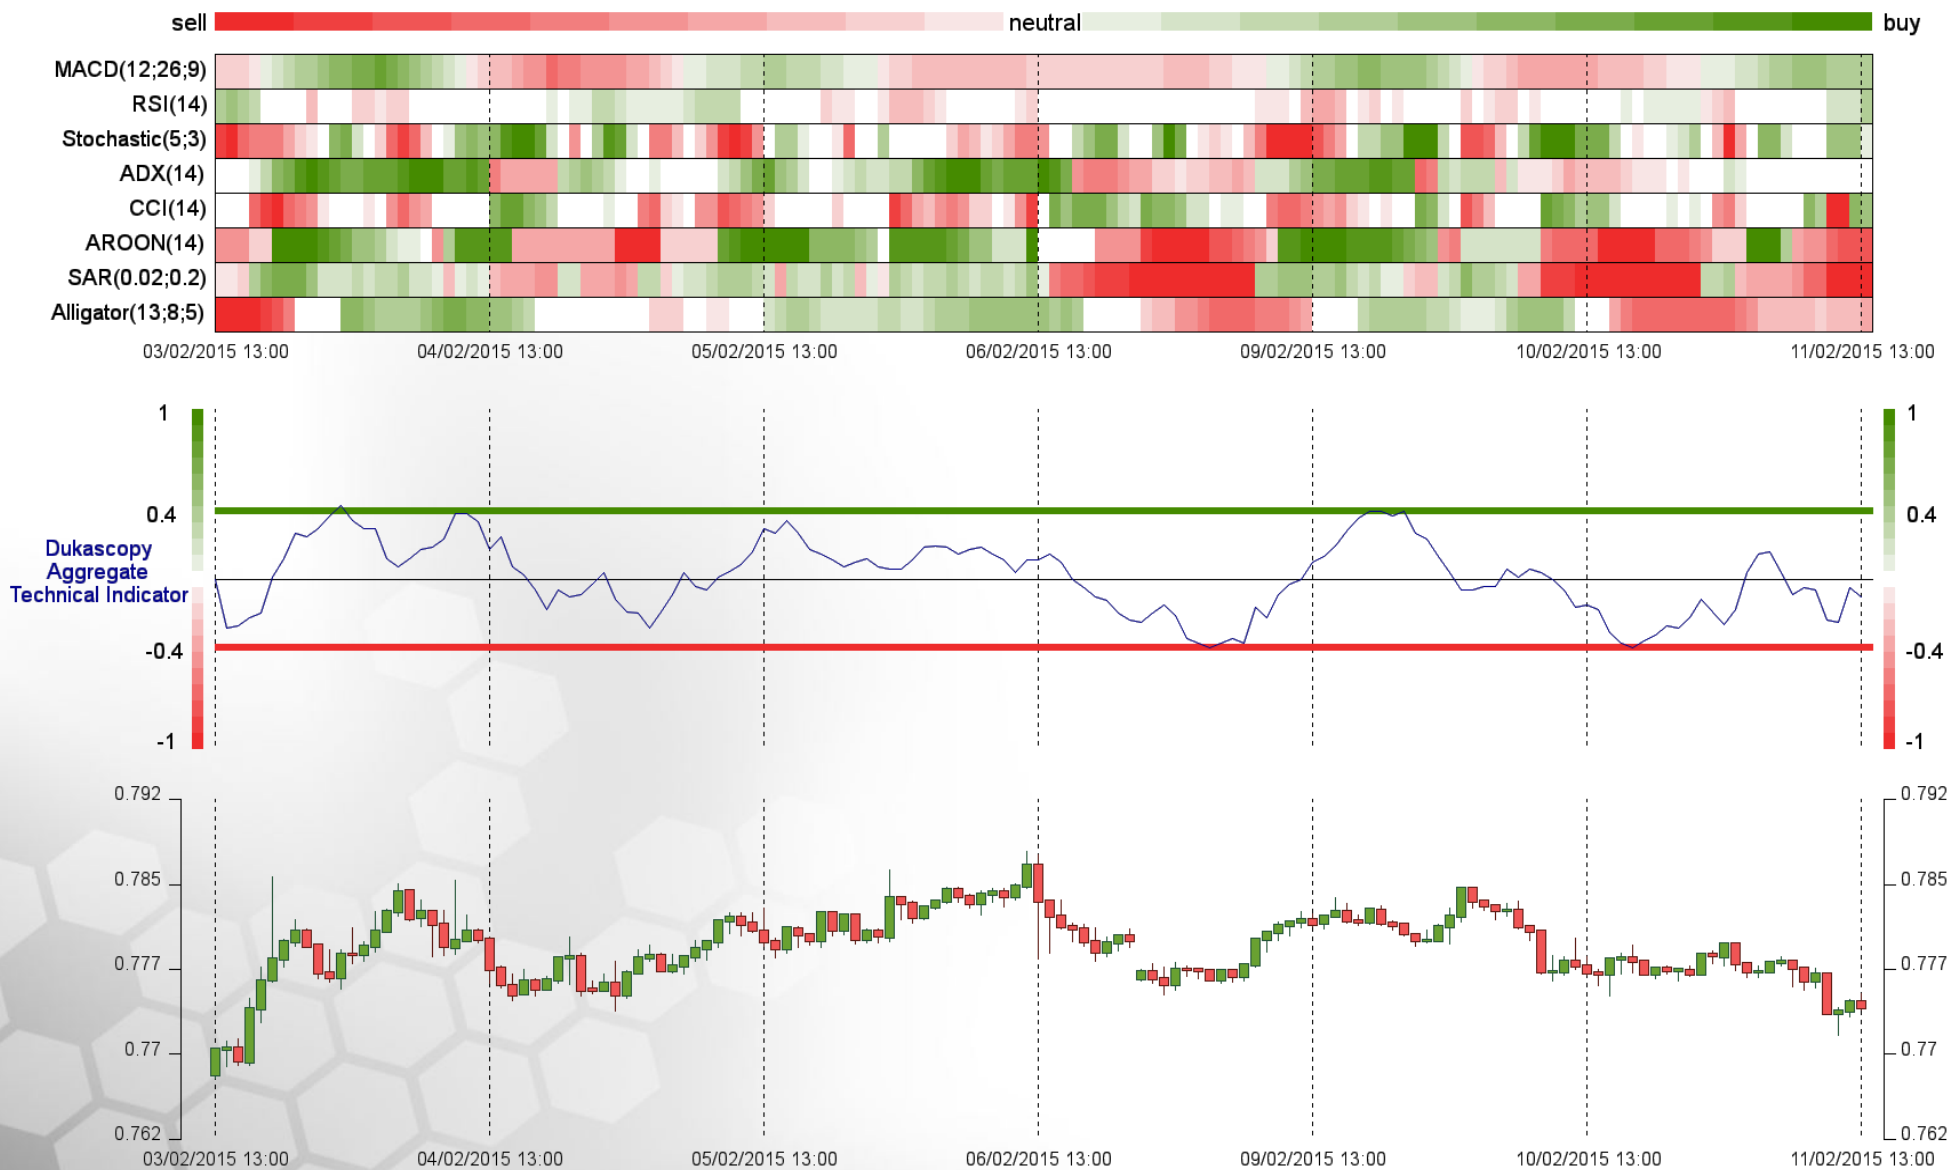 sell neutral buy
MACD(12;26;9)
RSI(14)
Stochastic(5;3)
ADX(14)
CCI(14)
AROON(14)
SAR(0.02;0.2)
Alligator(13;8;5)
03/02/2015 13:00 04/02/2015 13:00 05/02/2015 13:00 06/02/2015 13:00 09/02/2015 13:00 10/02/2015 13:00 11/02/2015 13:00
1 1
0.4 0.4
Dukascopy
Aggregate
Technical Indicator
-0.4 -0.4
-1 -1
0.792 0.792
0.785 0.785
0.777 0.777
0.77 0.77
0.762 0.762
03/02/2015 13:00 04/02/2015 13:00 05/02/2015 13:00 06/02/2015 13:00 09/02/2015 13:00 10/02/2015 13:00 11/02/2015 13:00